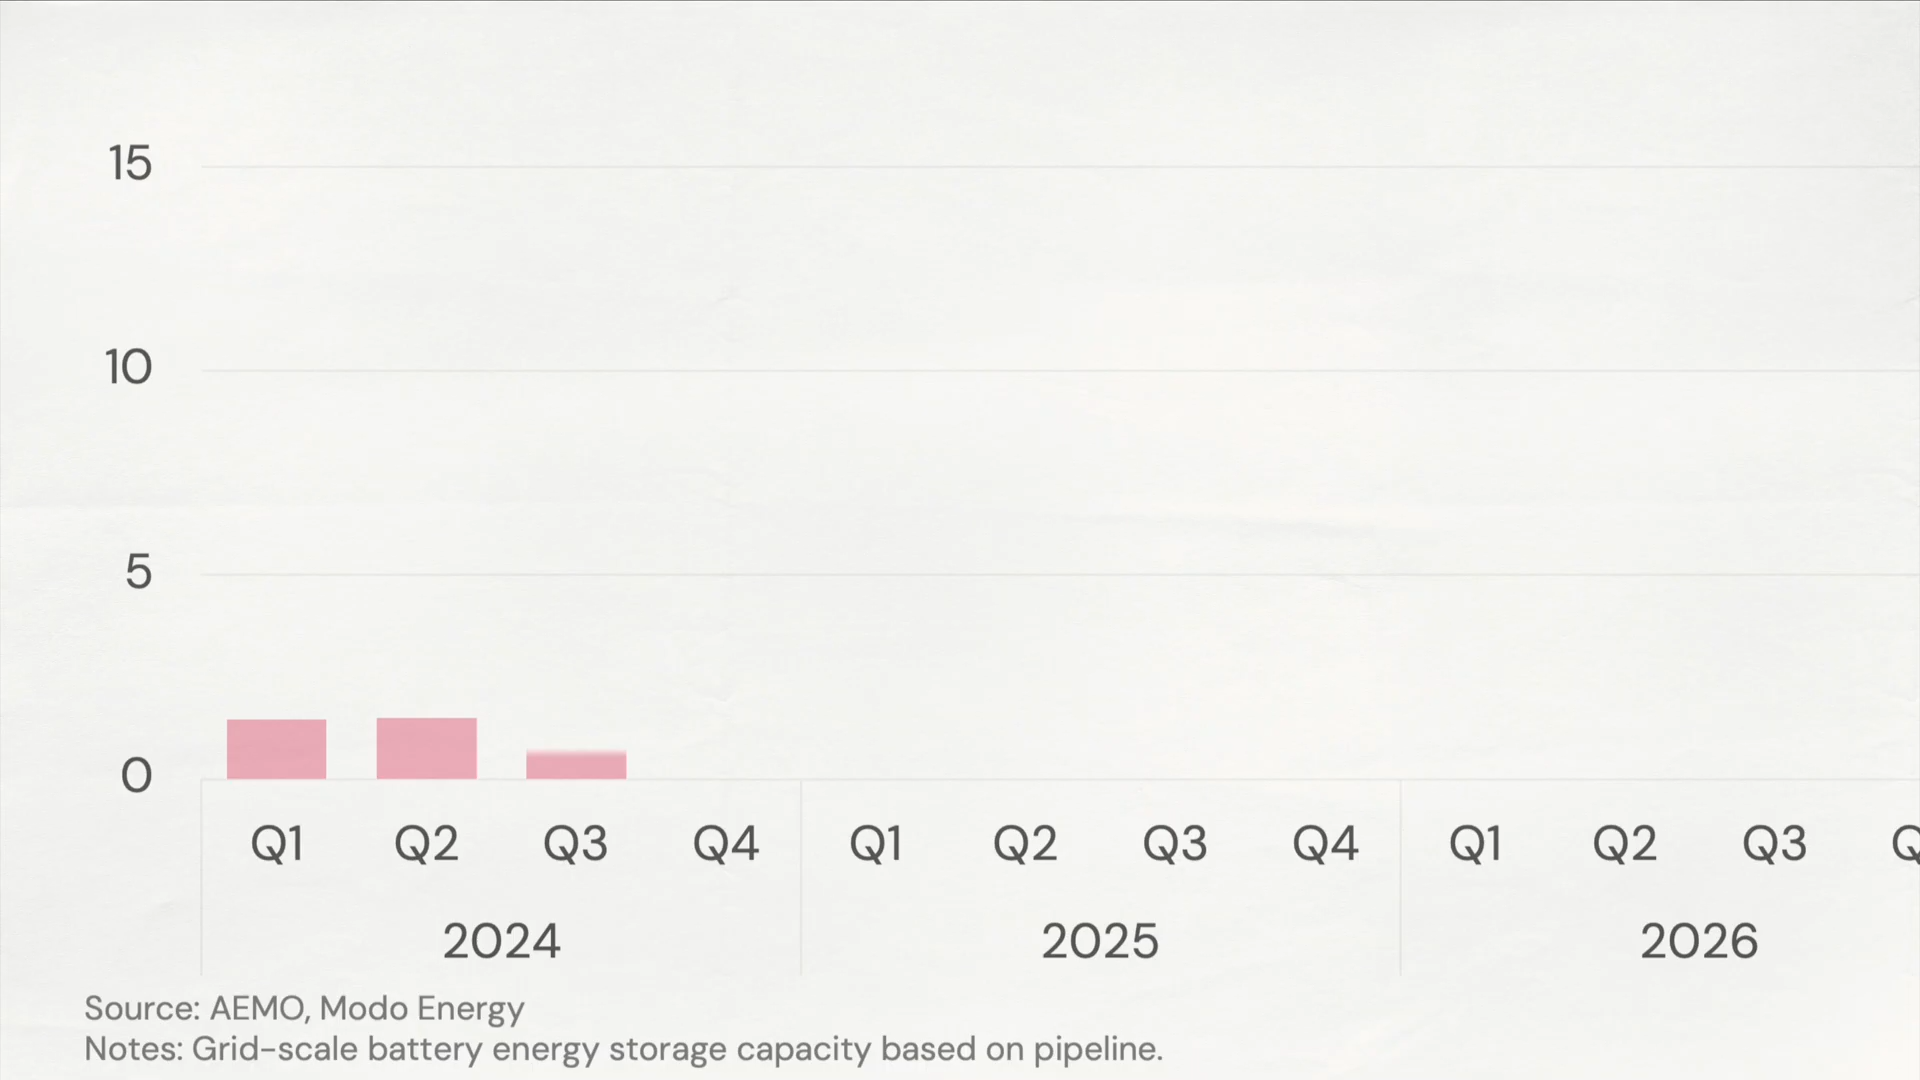 15
10
5
0
Q1 Q2 Q3 Q4 Q1 Q2 Q3 Q4 Q1 Q2 Q3 Q
2024 2025 2026
Source: AEMO, Modo Energy
Notes: Grid-scale battery energy storage capacity based on pipeline.